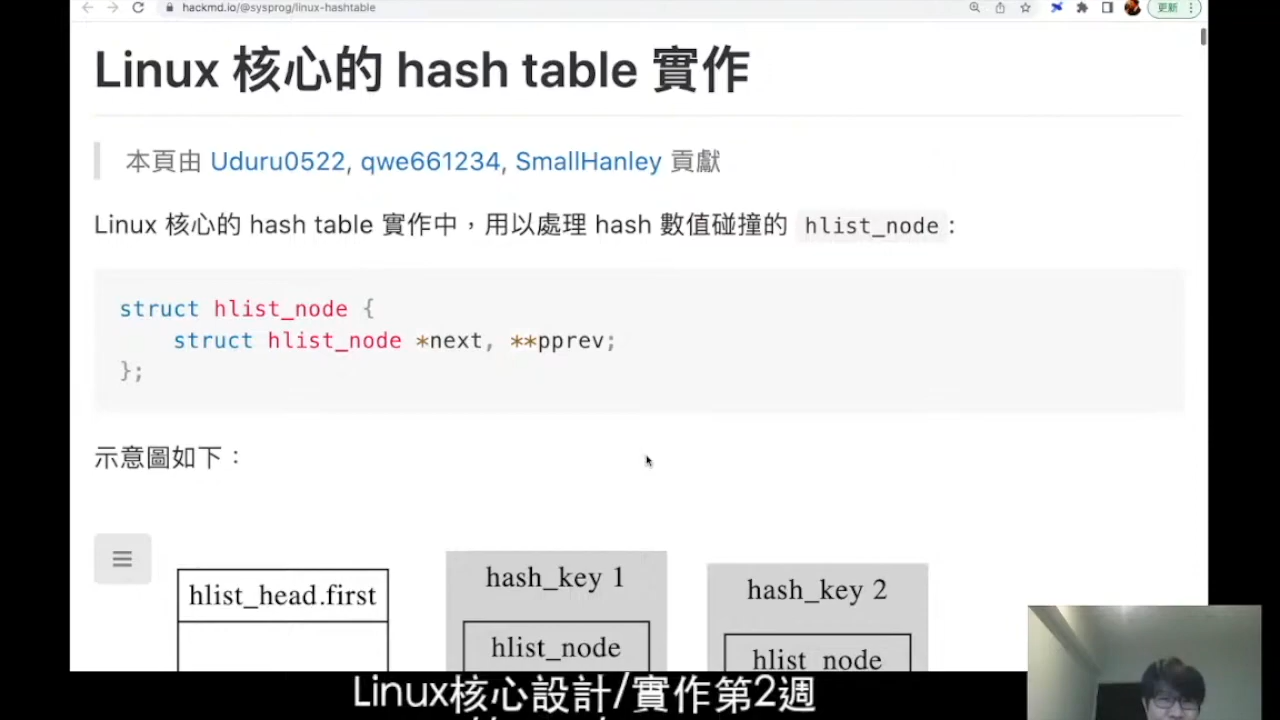 hackmd.io/@sysprog/linux-hashtable
更新
Linux 核心的 hash table 實作
本頁由 Uduru0522, qwe661234, SmallHanley 貢獻
Linux 核心的 hash table 實作中，用以處理 hash 數值碰撞的 hlist_node：
struct hlist_node {
struct hlist_node *next, **pprev;
};
示意圖如下：
hlist_head.first
hash_key 1
hash_key 2
hlist_node
hlist_node
Linux核心設計/實作第2週